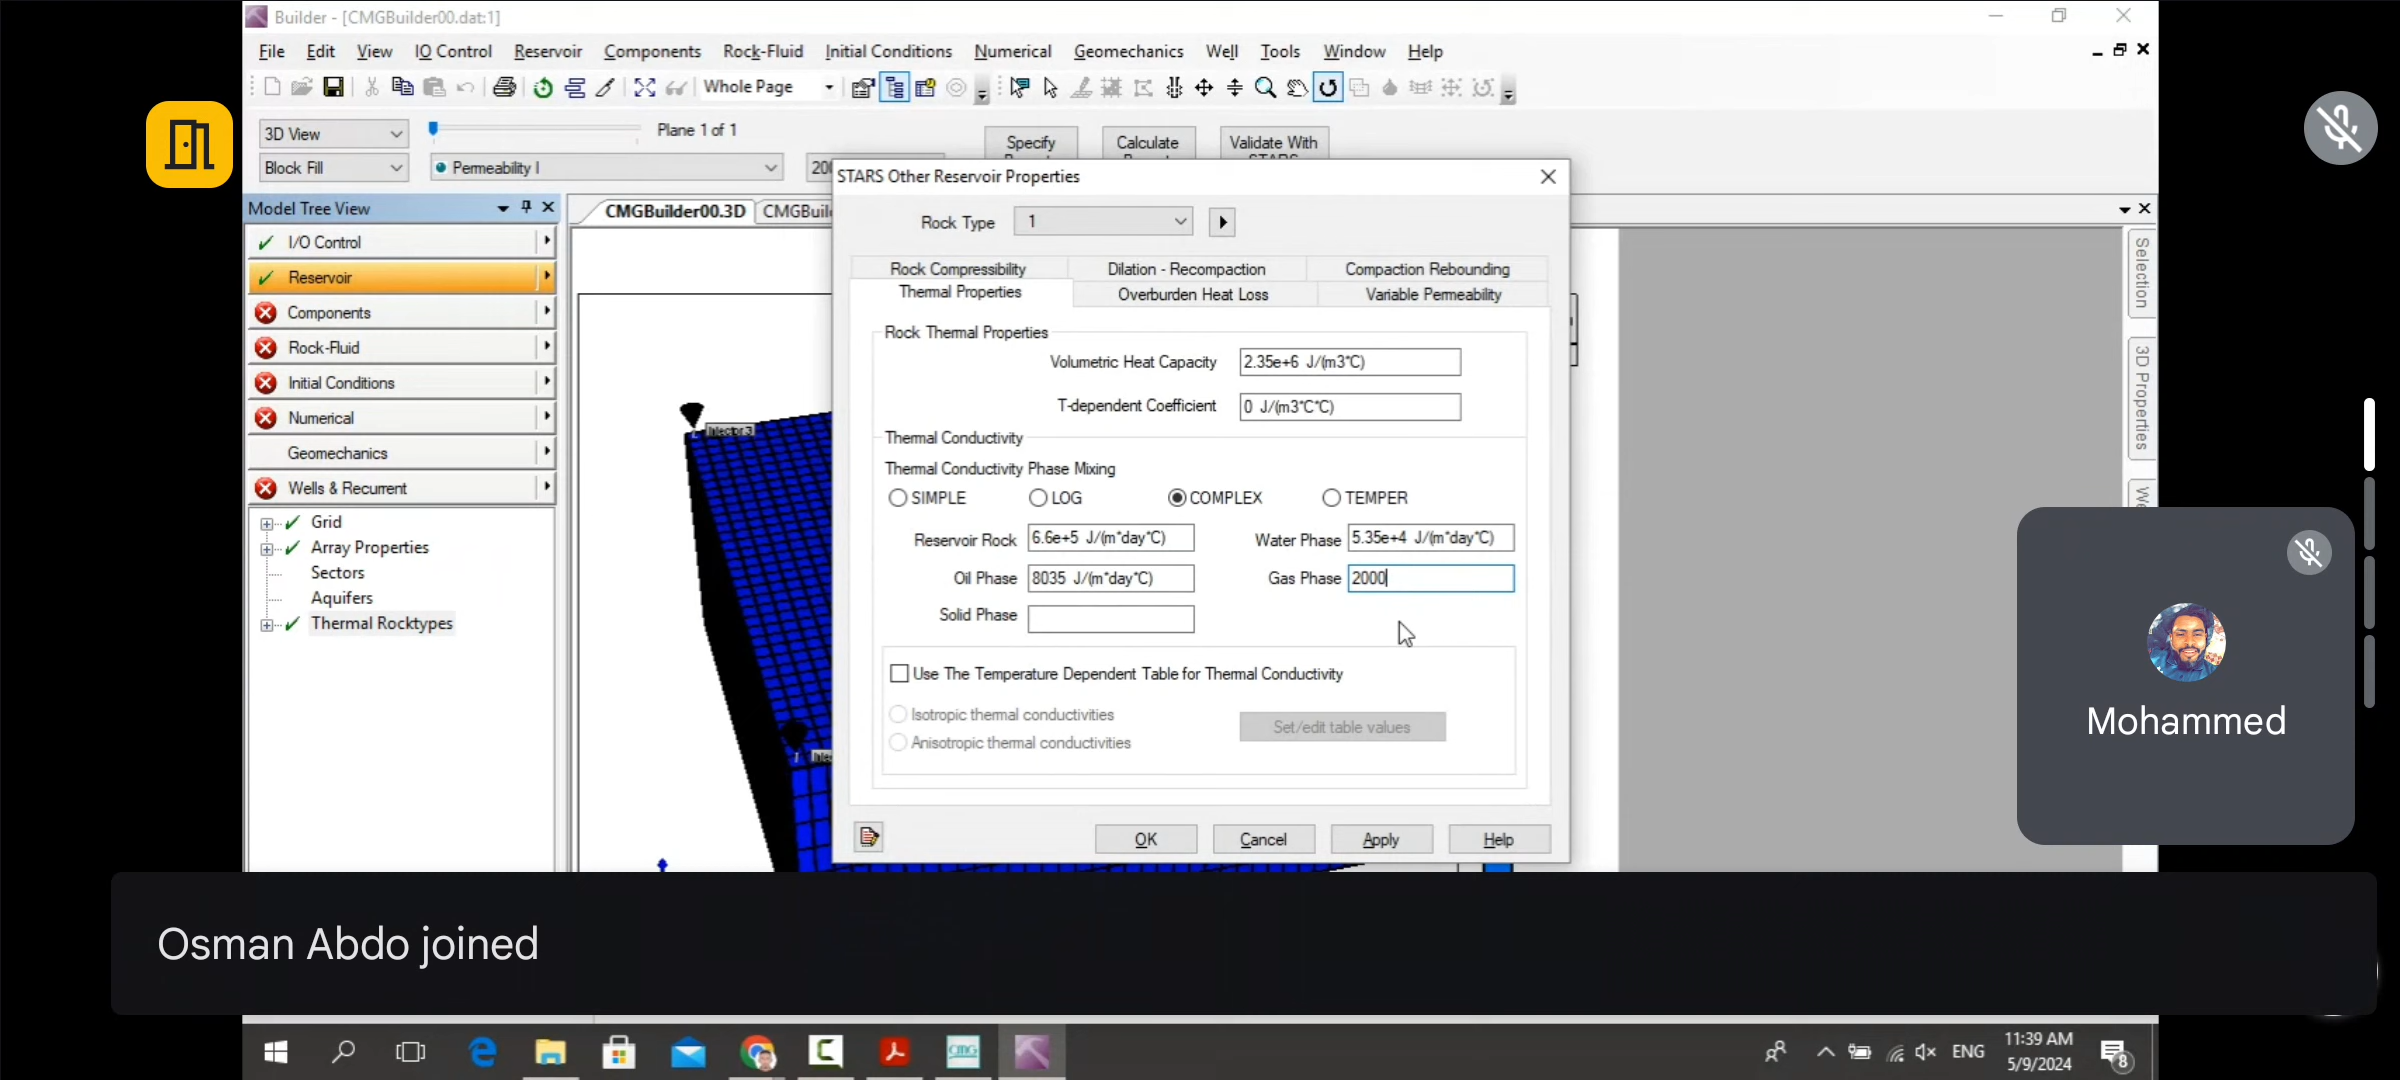 Builder - [CMGBuilder00.dat:1]
File Edit View IO Control Reservoir Components Rock-Fluid Initial Conditions Numerical Geomechanics Well Tools Window Help
Whole Page
3D View
Plane 1 of 1
Specify
Calculate
Validate With
STARS
Block Fill
Permeability I
200
Model Tree View
I/O Control
Reservoir
Components
Rock-Fluid
Initial Conditions
Numerical
Geomechanics
Wells & Recurrent
Grid
Array Properties
Sectors
Aquifers
Thermal Rocktypes
CMGBuilder00.3D
CMGBuil
Injector 3
STARS Other Reservoir Properties
Rock Type 1
Rock Compressibility Dilation - Recompaction Compaction Rebounding
Thermal Properties Overburden Heat Loss Variable Permeability
Rock Thermal Properties
Volumetric Heat Capacity 2.35e+6 J/(m3*C)
T-dependent Coefficient 0 J/(m3*C*C)
Thermal Conductivity
Thermal Conductivity Phase Mixing
SIMPLE LOG COMPLEX TEMPER
Reservoir Rock 6.6e+5 J/(m*day*C) Water Phase 5.35e+4 J/(m*day*C)
Oil Phase 8035 J/(m*day*C) Gas Phase 2000
Solid Phase
Use The Temperature Dependent Table for Thermal Conductivity
Isotropic thermal conductivities
Set/edit table values
Anisotropic thermal conductivities
OK Cancel Apply Help
Selection
3D Properties
We
Mohammed
Osman Abdo joined
CMG
ENG
11:39 AM
5/9/2024
8